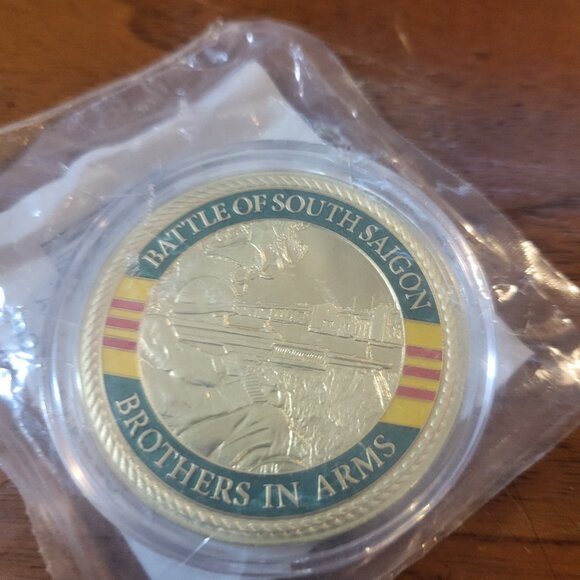 BATTLE OF SOUTH SAIGON
BROTHERS IN ARMS